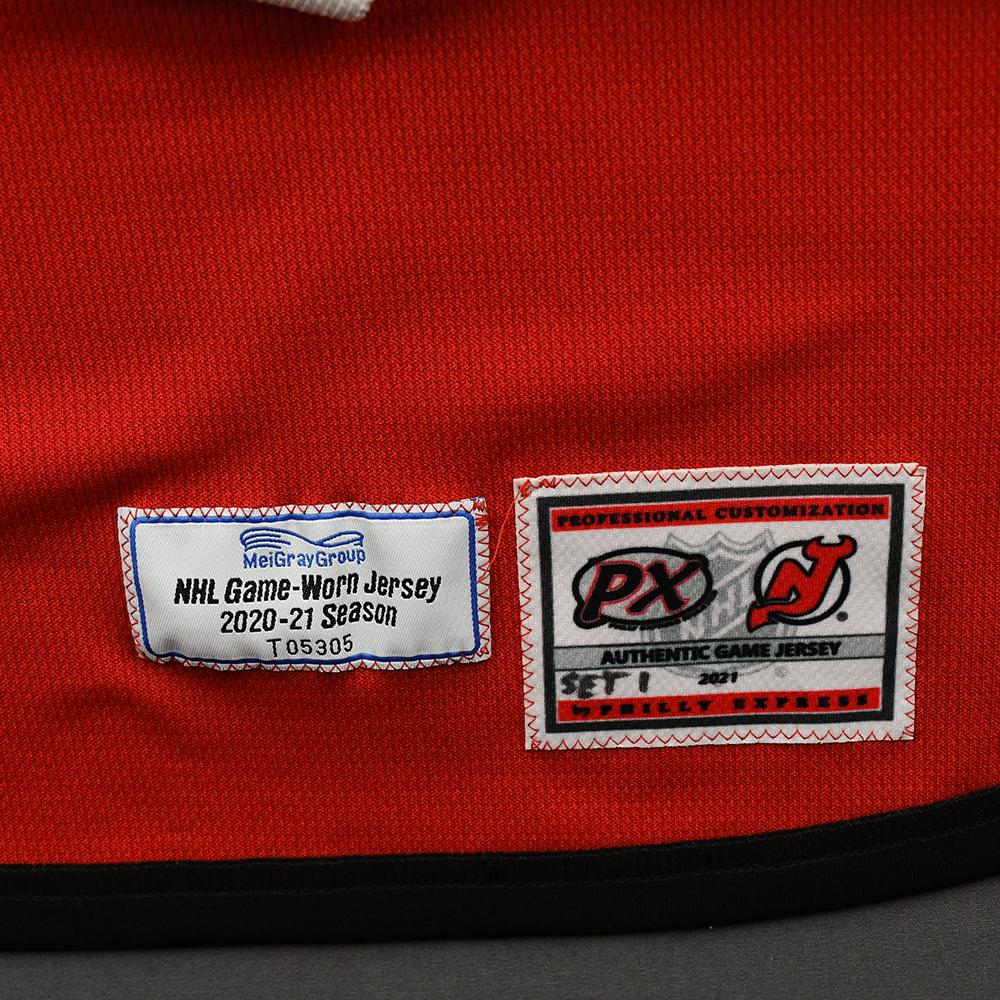 MeiGrayGroup
NHL Game-Worn Jersey
2020-21 Season
T05305
PROFESSIONAL CUSTOMIZATION
PX
NJ
AUTHENTIC GAME JERSEY
SET 1
2021
by PHILLY EXPRESS